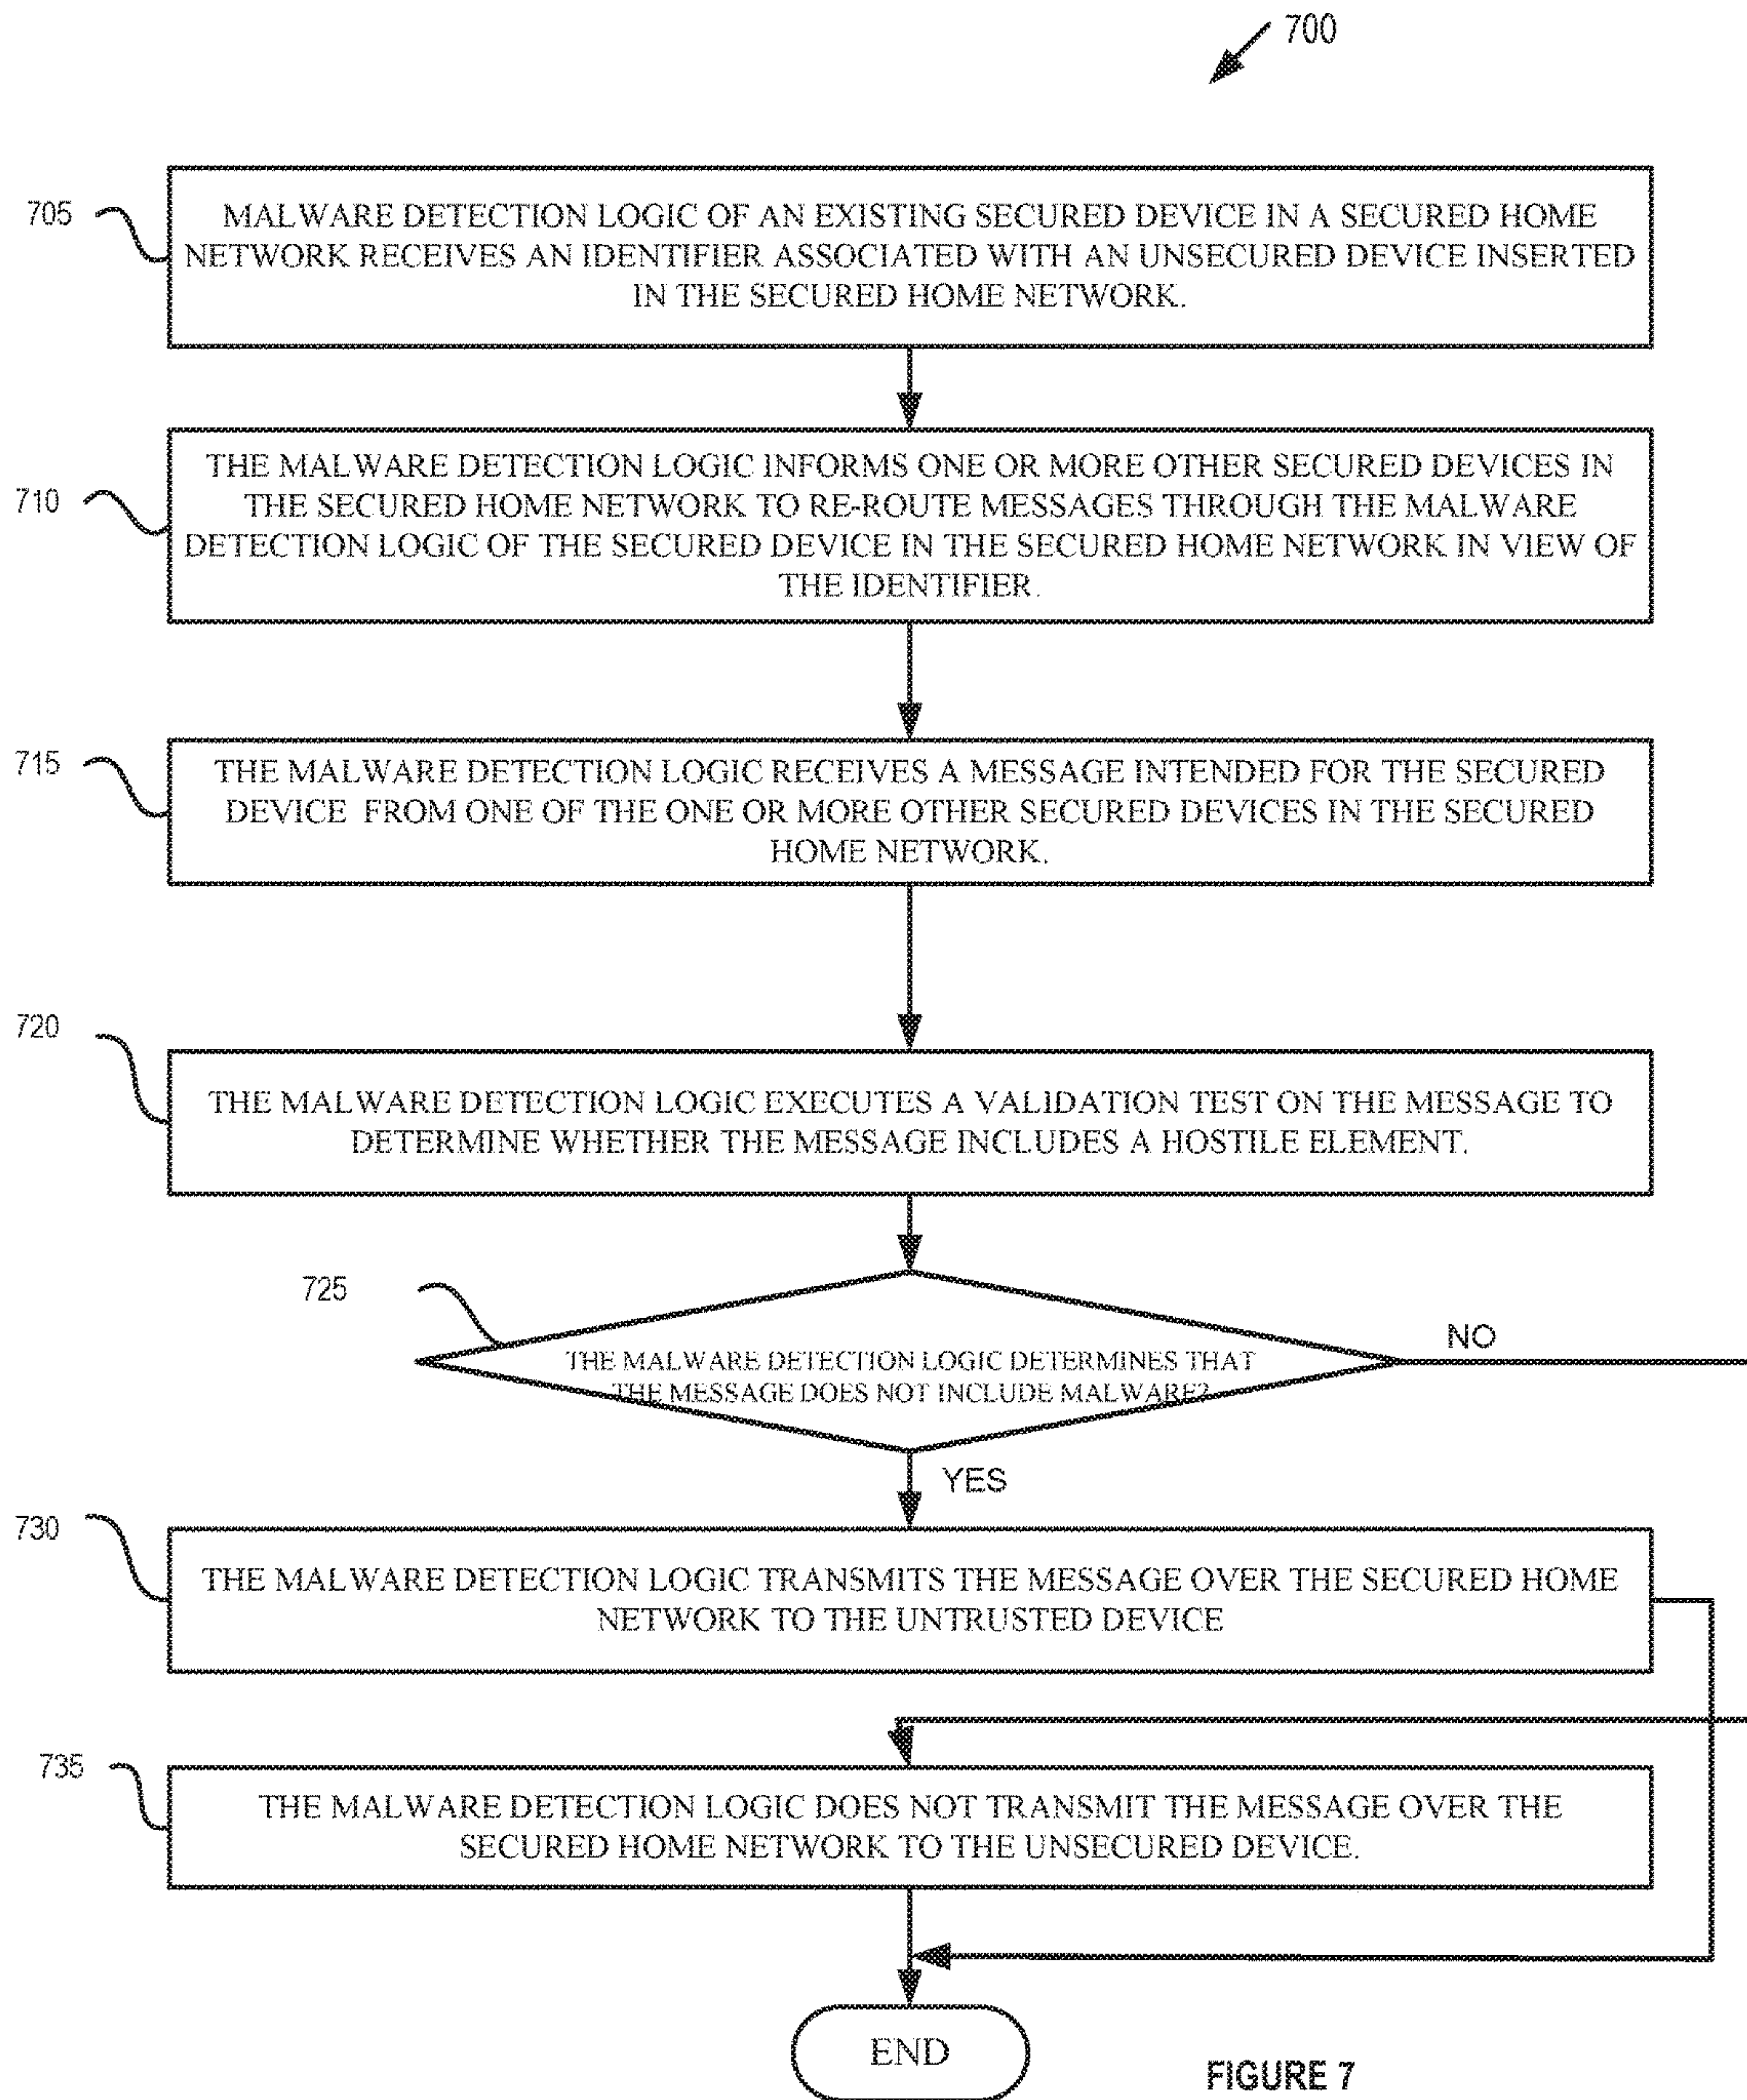 700
705
MALWARE DETECTION LOGIC OF AN EXISTING SECURED DEVICE IN A SECURED HOME
NETWORK RECEIVES AN IDENTIFIER ASSOCIATED WITH AN UNSECURED DEVICE INSERTED
IN THE SECURED HOME NETWORK.
710
THE MALWARE DETECTION LOGIC INFORMS ONE OR MORE OTHER SECURED DEVICES IN
THE SECURED HOME NETWORK TO RE-ROUTE MESSAGES THROUGH THE MALWARE
DETECTION LOGIC OF THE SECURED DEVICE IN THE SECURED HOME NETWORK IN VIEW OF
THE IDENTIFIER.
715
THE MALWARE DETECTION LOGIC RECEIVES A MESSAGE INTENDED FOR THE SECURED
DEVICE FROM ONE OF THE ONE OR MORE OTHER SECURED DEVICES IN THE SECURED
HOME NETWORK.
720
THE MALWARE DETECTION LOGIC EXECUTES A VALIDATION TEST ON THE MESSAGE TO
DETERMINE WHETHER THE MESSAGE INCLUDES A HOSTILE ELEMENT.
725
THE MALWARE DETECTION LOGIC DETERMINES THAT
THE MESSAGE DOES NOT INCLUDE MALWARE?
NO
YES
730
THE MALWARE DETECTION LOGIC TRANSMITS THE MESSAGE OVER THE SECURED HOME
NETWORK TO THE UNTRUSTED DEVICE
735
THE MALWARE DETECTION LOGIC DOES NOT TRANSMIT THE MESSAGE OVER THE
SECURED HOME NETWORK TO THE UNSECURED DEVICE.
END
FIGURE 7